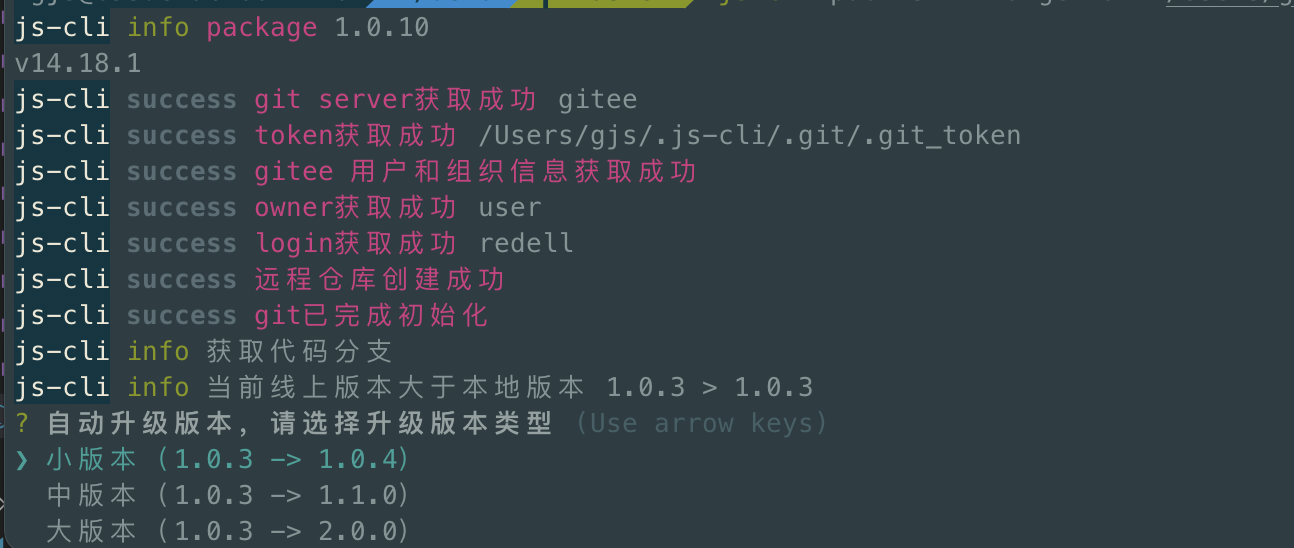 js-cli info package 1.0.10
v14.18.1
js-cli success git server获取成功 gitee
js-cli success token获取成功 /Users/gjs/.js-cli/.git/.git_token
js-cli success gitee 用户和组织信息获取成功
js-cli success owner获取成功 user
js-cli success login获取成功 redell
js-cli success 远程仓库创建成功
js-cli success git已完成初始化
js-cli info 获取代码分支
js-cli info 当前线上版本大于本地版本 1.0.3 > 1.0.3
? 自动升级版本，请选择升级版本类型 (Use arrow keys)
❯ 小版本（1.0.3 -> 1.0.4）
中版本（1.0.3 -> 1.1.0）
大版本（1.0.3 -> 2.0.0）